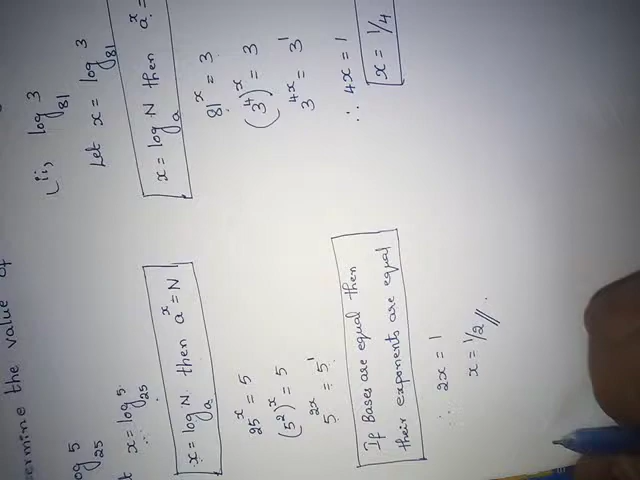 the value of
log 5 25
x = log 5 25
x = log N a then a^x = N
25^x = 5
(5^2)^x = 5
5^2x = 5^1
If Bases are equal then
their exponents are equal
∴ 2x = 1
x = 1/2 //.
ii, log 3 81
Let x = log 3 81
x = log N a then a^x =
81^x = 3
(3^4)^x = 3
3^4x = 3^1
∴ 4x = 1
x = 1/4